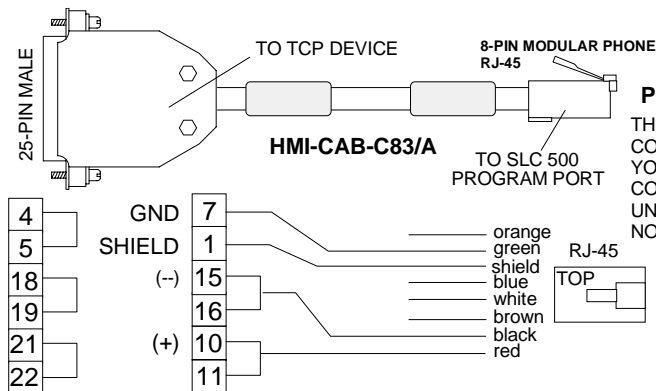 25-PIN MALE
TO TCP DEVICE
8-PIN MODULAR PHONE
RJ-45
HMI-CAB-C83/A
TO SLC 500
PROGRAM PORT
P
TH
CO
YO
CO
UN
NO
4
5
18
19
21
22
GND 7
SHIELD 1
(--) 15
16
(+) 10
11
orange
green
shield
blue
white
brown
black
red
RJ-45
TOP